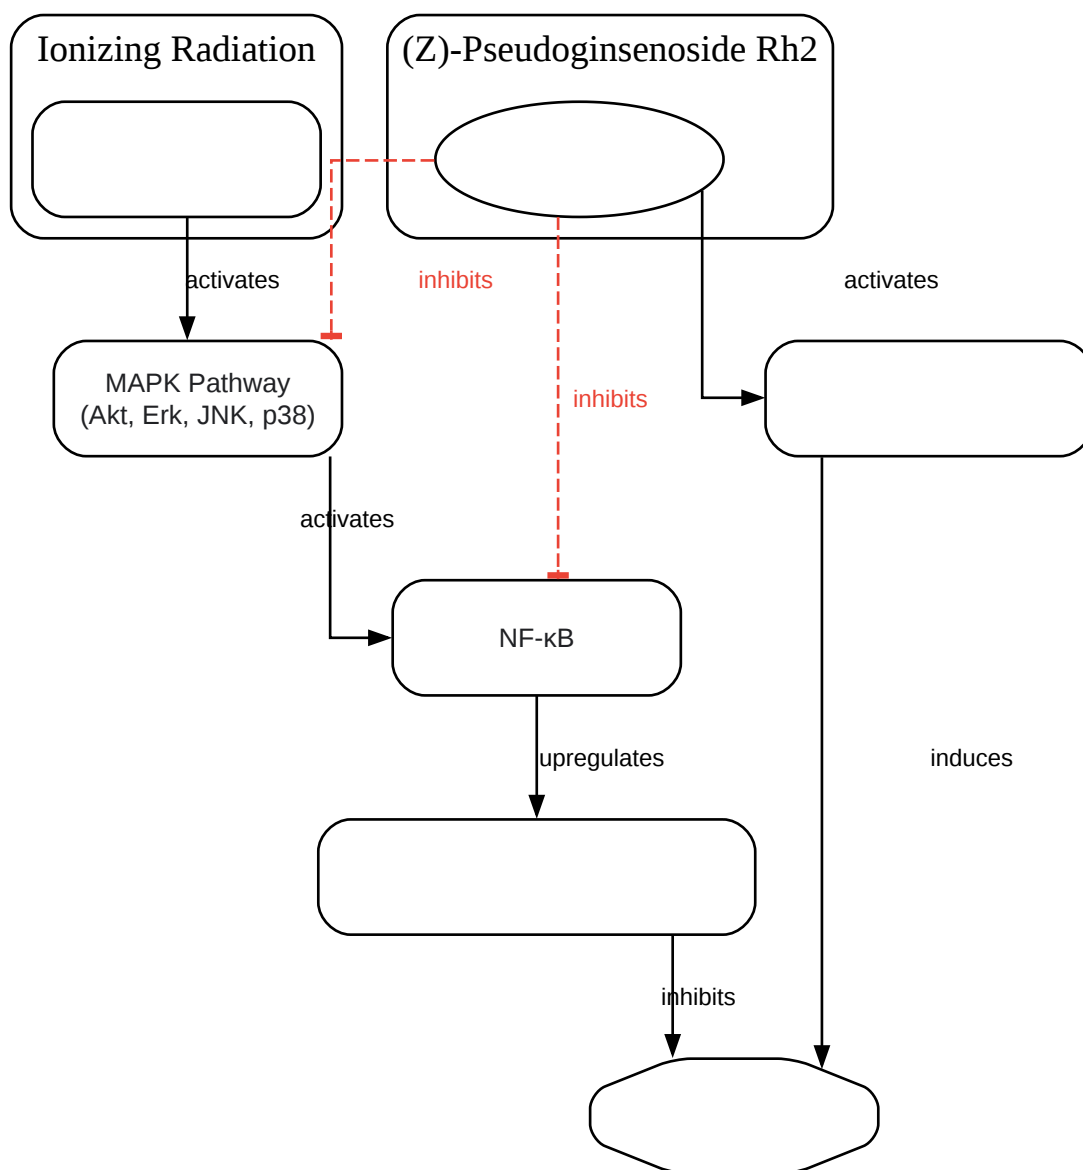 Ionizing Radiation
(Z)-Pseudoginsenoside Rh2
activates
inhibits
activates
MAPK Pathway
(Akt, Erk, JNK, p38)
inhibits
activates
NF-κB
upregulates
induces
inhibits